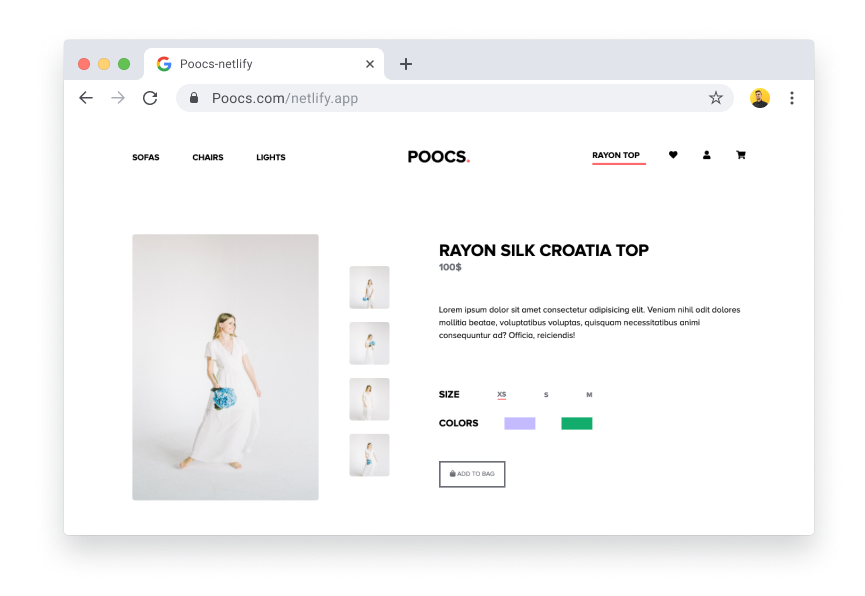 Poocs-netlify
Poocs.com/netlify.app
SOFAS CHAIRS LIGHTS POOCS. RAYON TOP
RAYON SILK CROATIA TOP
100$
Lorem ipsum dolor sit amet consectetur adipisicing elit. Veniam nihil odit dolores
mollitia beatae, voluptatibus voluptas, quisquam necessitatibus animi
consequuntur ad? Officia, reiciendis!
SIZE XS S M
COLORS
ADD TO BAG